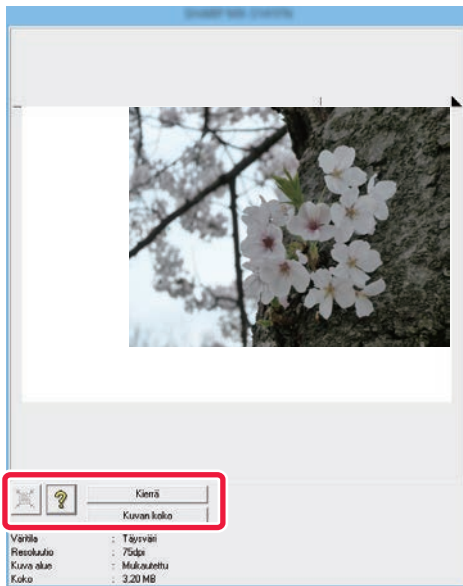 Kierrä
Kuvan koko
Väritila : Täysväri
Resoluutio : 75dpi
Kuva alue : Mukautettu
Koko : 3,20 MB